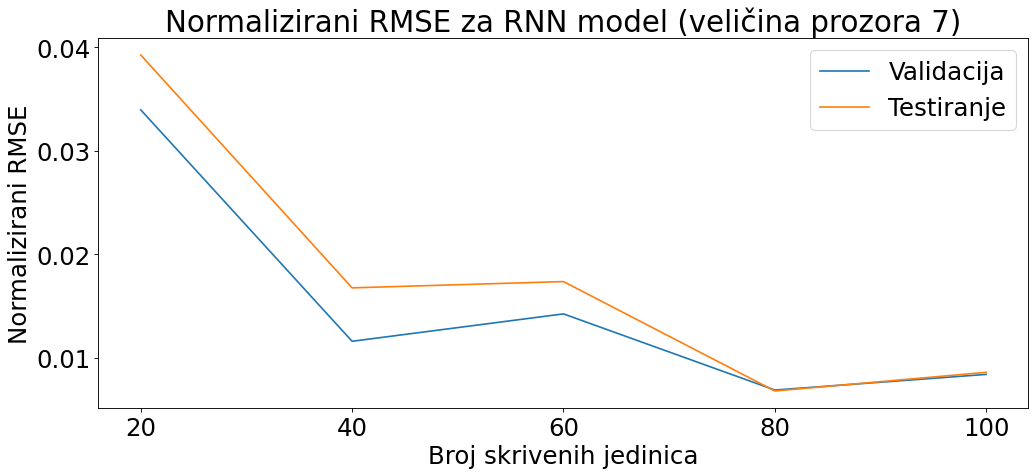 Normalizirani RMSE za RNN model (veličina prozora 7)
Normalizirani RMSE
0.04
0.03
0.02
0.01
Validacija
Testiranje
20 40 60 80 100
Broj skrivenih jedinica